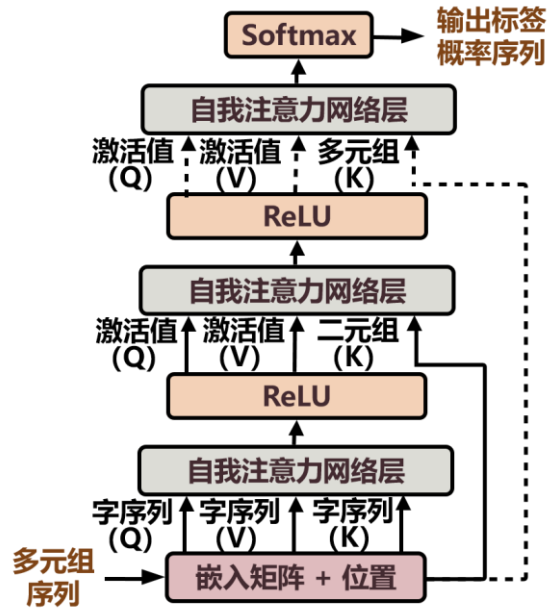 Softmax
输出标签
概率序列
自我注意力网络层
激活值 激活值 多元组
(Q) (V) (K)
ReLU
自我注意力网络层
激活值 激活值 二元组
(Q) (V) (K)
ReLU
自我注意力网络层
字序列 字序列 字序列
(Q) (V) (K)
多元组
序列
嵌入矩阵 + 位置